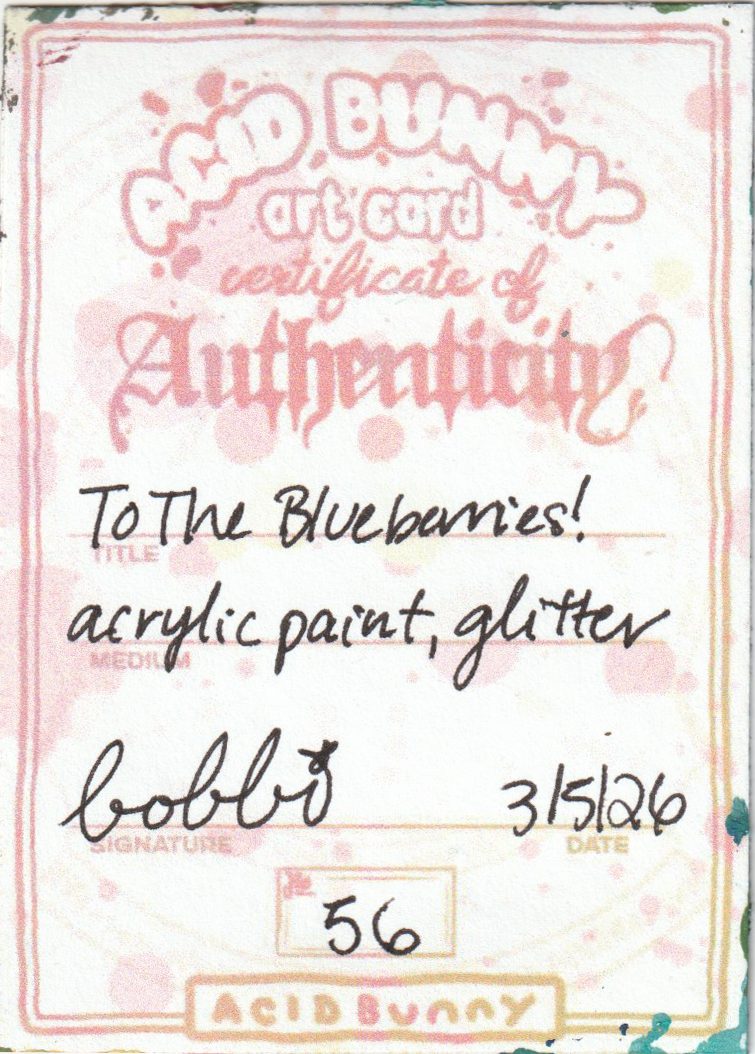 ACID BUNNY
art card
certificate of
Authenticity
To The Blueberries!
TITLE
acrylic paint, glitter
MEDIUM
bobbi 3/5/26
SIGNATURE DATE
No
56
ACID BUNNY